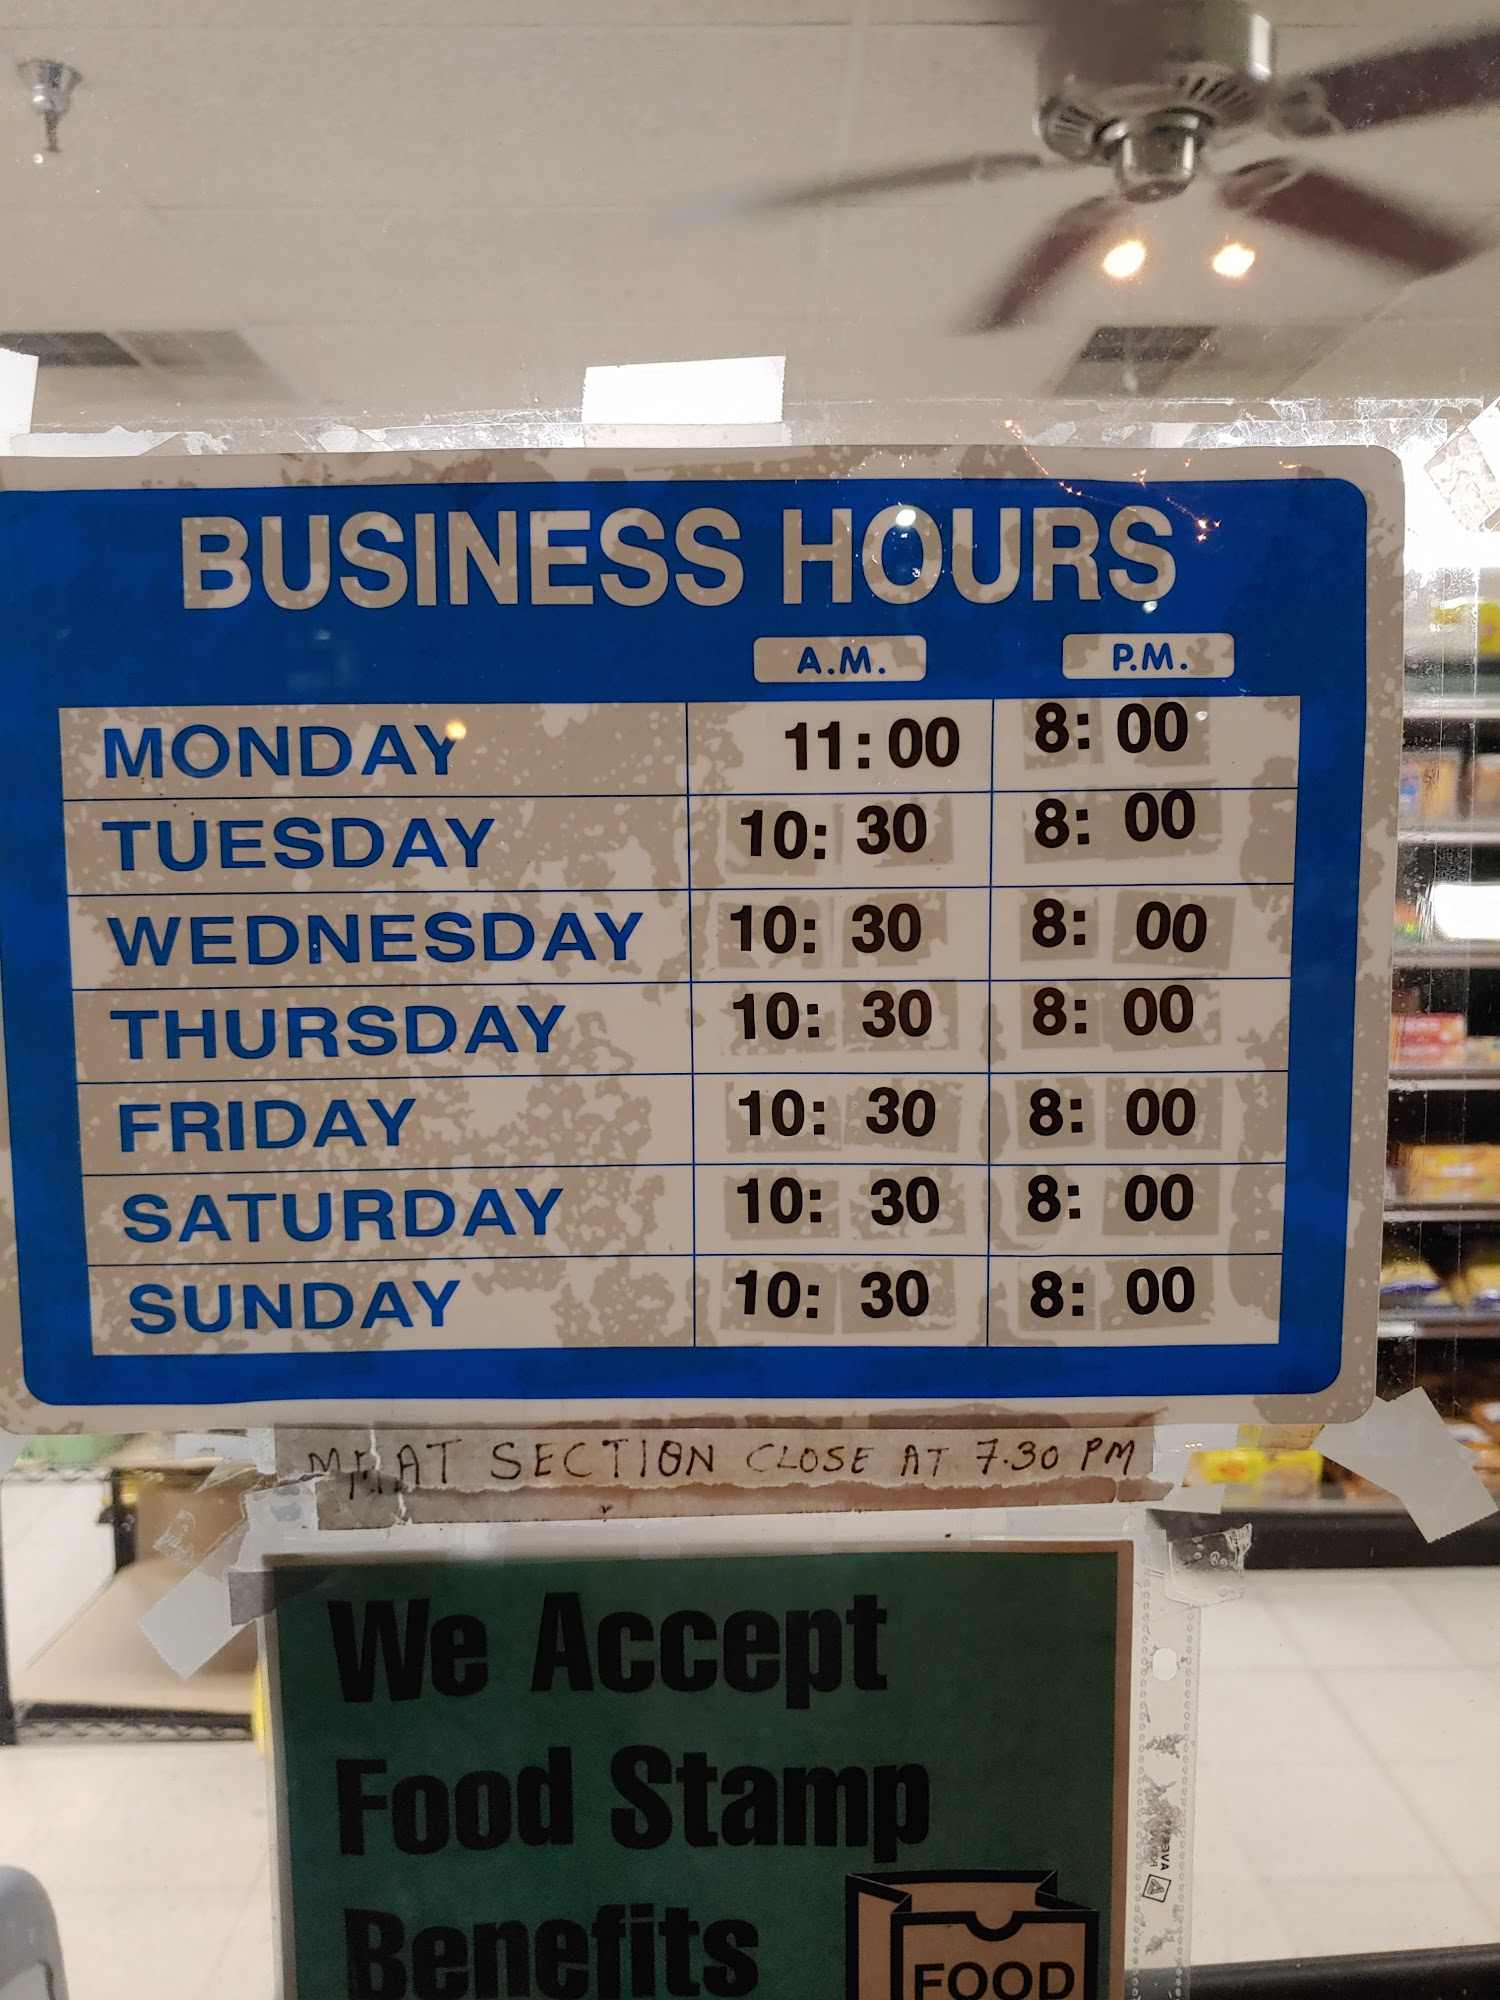 BUSINESS HOURS
A.M. P.M.
MONDAY 11:00 8:00
TUESDAY 10:30 8:00
WEDNESDAY 10:30 8:00
THURSDAY 10:30 8:00
FRIDAY 10:30 8:00
SATURDAY 10:30 8:00
SUNDAY 10:30 8:00
MEAT SECTION CLOSE AT 7.30 PM
We Accept
Food Stamp
Benefits
FOOD